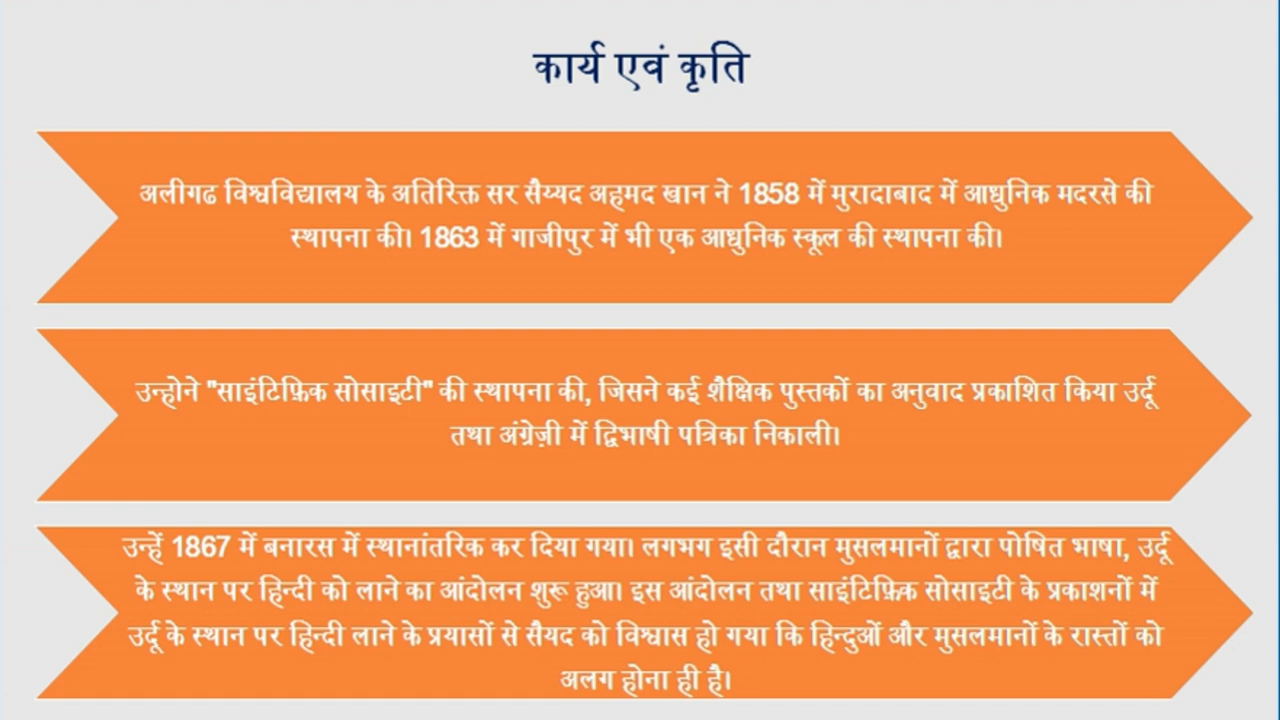 कार्य एवं कृति
अलीगढ विश्वविद्यालय के अतिरिक्त सर सैय्यद अहमद खान ने 1858 में मुरादाबाद में आधुनिक मदरसे की
स्थापना की। 1863 में गाजीपुर में भी एक आधुनिक स्कूल की स्थापना की।
उन्होने "साइंटिफ़िक सोसाइटी" की स्थापना की, जिसने कई शैक्षिक पुस्तकों का अनुवाद प्रकाशित किया उर्दू
तथा अंग्रेज़ी में द्विभाषी पत्रिका निकाली।
उन्हें 1867 में बनारस में स्थानांतरिक कर दिया गया। लगभग इसी दौरान मुसलमानों द्वारा पोषित भाषा, उर्दू
के स्थान पर हिन्दी को लाने का आंदोलन शुरू हुआ। इस आंदोलन तथा साइंटिफ़िक सोसाइटी के प्रकाशनों में
उर्दू के स्थान पर हिन्दी लाने के प्रयासों से सैयद को विश्वास हो गया कि हिन्दुओं और मुसलमानों के रास्तों को
अलग होना ही है।